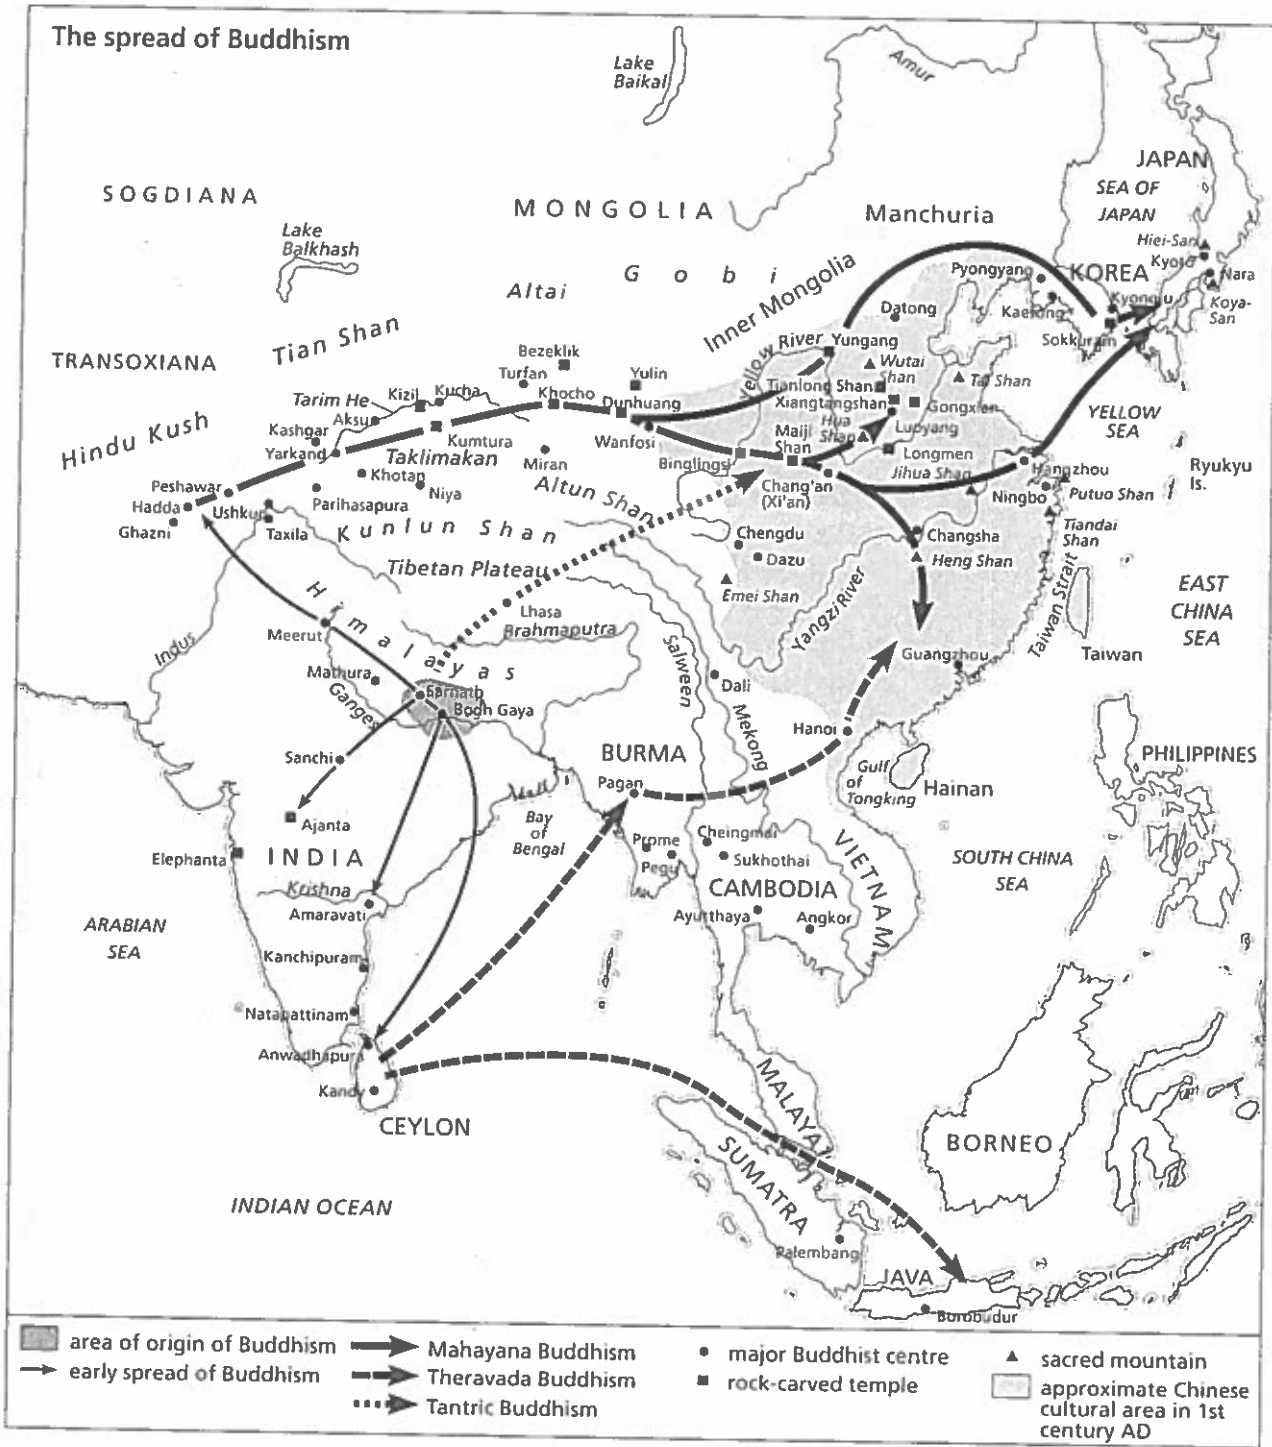 The spread of Buddhism
Lake
Baikal
Amur
JAPAN
SEA OF
JAPAN
SOGDIANA
MONGOLIA
Manchuria
Hiei-San
Kyoto
Nara
Koya-
San
Lake
Balkhash
Gobi
Inner Mongolia
Pyongyang
KOREA
Kyongju
Kaesong
Sokkuram
Altai
Datong
Tian Shan
TRANSOXIANA
Yellow River
Yungang
Bezeklik
Turfan
Yulin
Wutai
Shan
Tai Shan
Tianlong Shan
Xiangtangshan
Gongxian
Kizil
Kucha
Khocho
Dunhuang
Tarim He
Aksu
Hindu Kush
Kashgar
Yarkang
Kumtura
Wanfosi
Maiji
Shan
Hua
Shan
Luoyang
YELLOW
SEA
Taklimakan
Miran
Binglingsi
Longmen
Jihua Shan
Hangzhou
Ryukyu
Is.
Khotan
Niya
Altun Shan
Chang'an
(Xi'an)
Ningbo
Putuo Shan
Peshawar
Hadda
Ushkur
Parihasapura
Ghazni
Taxila
Kunlun Shan
Changsha
Tiandai
Shan
Chengdu
Dazu
Heng Shan
Tibetan Plateau
Emei Shan
Yangzi River
Taiwan Strait
EAST
CHINA
SEA
Himalayas
Lhasa
Brahmaputra
Meerut
Indus
Salween
Guangzhou
Taiwan
Mathura
Ganges
Sarnath
Bogh Gaya
Dali
Mekong
Sanchi
BURMA
Hanoi
PHILIPPINES
Pagan
Gulf
of
Tongking
Hainan
Ajanta
Bay
of
Bengal
Prome
Pegu
Cheingmai
Sukhothai
VIETNAM
Elephanta
INDIA
SOUTH CHINA
SEA
Krishna
Amaravati
CAMBODIA
Ayutthaya
Angkor
ARABIAN
SEA
Kanchipuram
Natapattinam
Anwadhapura
Kandy
CEYLON
MALAYA
SUMATRA
BORNEO
INDIAN OCEAN
Palembang
JAVA
Borobudur
area of origin of Buddhism
early spread of Buddhism
Mahayana Buddhism
Theravada Buddhism
Tantric Buddhism
major Buddhist centre
rock-carved temple
sacred mountain
approximate Chinese
cultural area in 1st
century AD